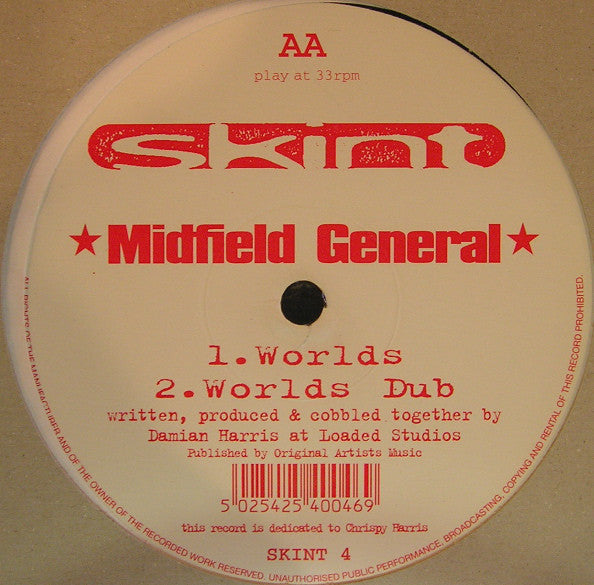 AA
play at 33rpm
skint
★ Midfield General ★
1.Worlds
2.Worlds Dub
written, produced & cobbled together by
Damian Harris at Loaded Studios
Published by Original Artists Music
5 025425 400469
this record is dedicated to Chrispy Harris
SKINT 4
ALL RIGHTS OF THE MANUFACTURER AND OF THE OWNER OF THE RECORDED WORK RESERVED. UNAUTHORISED PUBLIC PERFORMANCE, BROADCASTING, COPYING AND RENTAL OF THIS RECORD PROHIBITED.